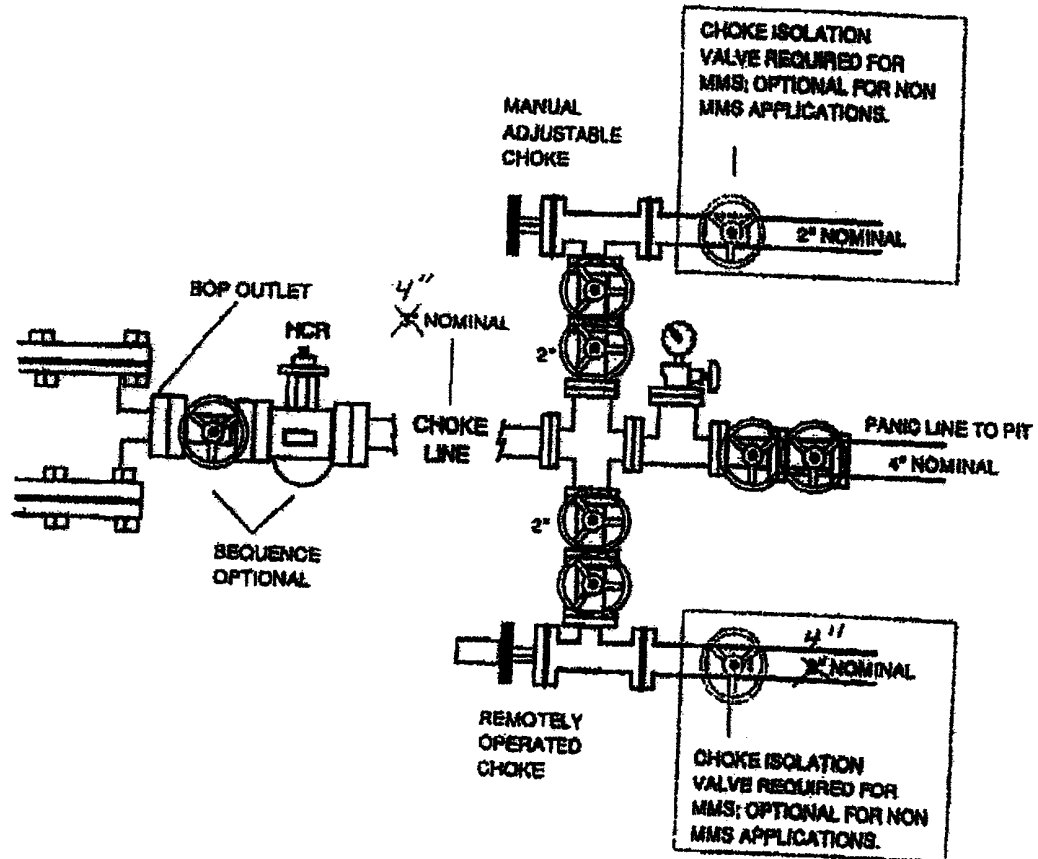 CHOKE ISOLATION
VALVE REQUIRED FOR
MMS; OPTIONAL FOR NON
MMS APPLICATIONS.
MANUAL
ADJUSTABLE
CHOKE
2" NOMINAL
BOP OUTLET
4"
NOMINAL
HCR
2"
CHOKE
LINE
PANIC LINE TO PIT
4" NOMINAL
2"
SEQUENCE
OPTIONAL
4"
NOMINAL
REMOTELY
OPERATED
CHOKE
CHOKE ISOLATION
VALVE REQUIRED FOR
MMS; OPTIONAL FOR NON
MMS APPLICATIONS.